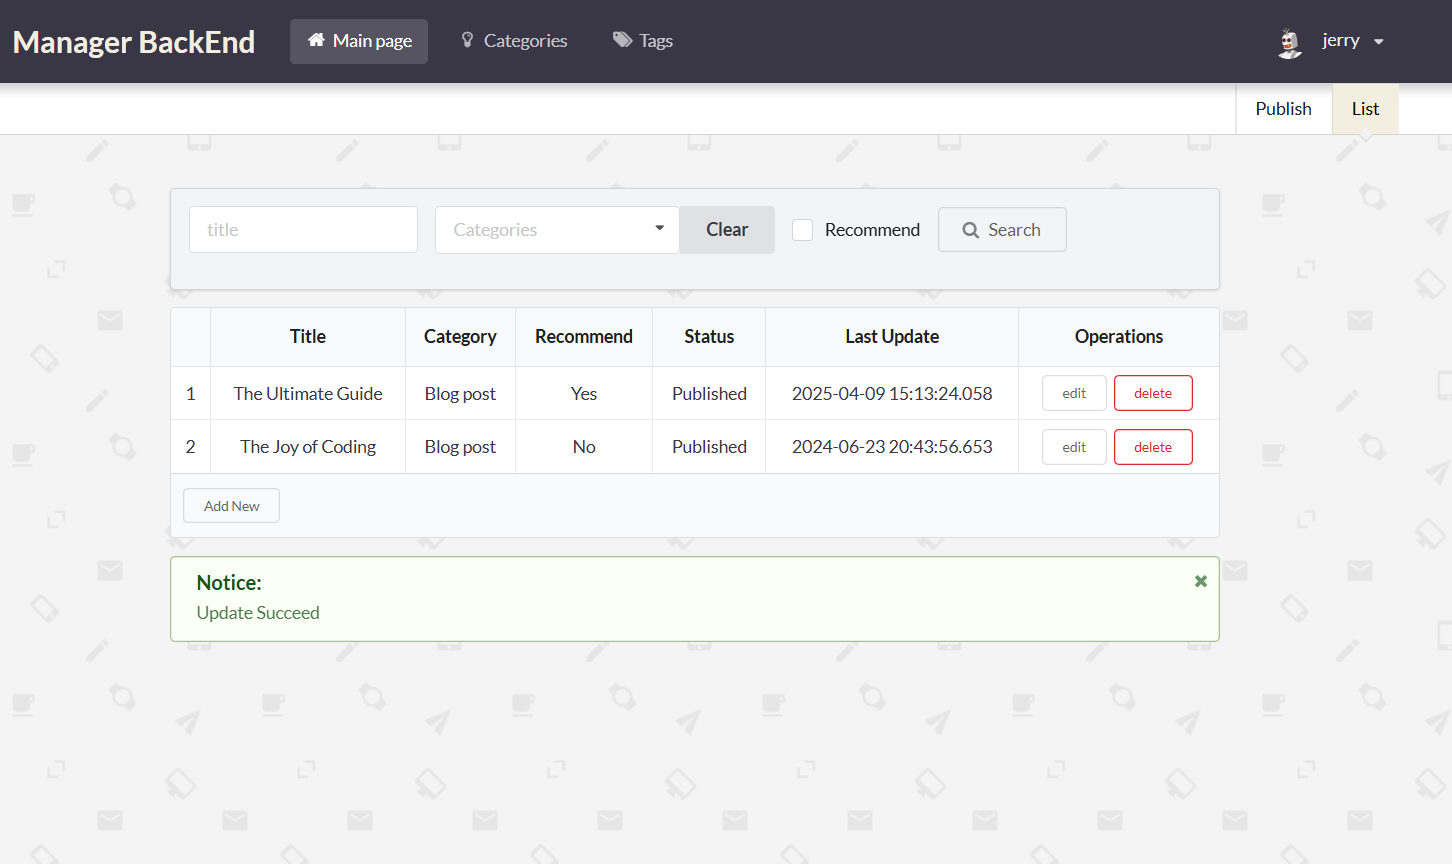 Manager BackEnd Main page Categories Tags jerry
Publish List
title Categories Clear Recommend Search
Title Category Recommend Status Last Update Operations
1 The Ultimate Guide Blog post Yes Published 2025-04-09 15:13:24.058 edit delete
2 The Joy of Coding Blog post No Published 2024-06-23 20:43:56.653 edit delete
Add New
Notice:
Update Succeed